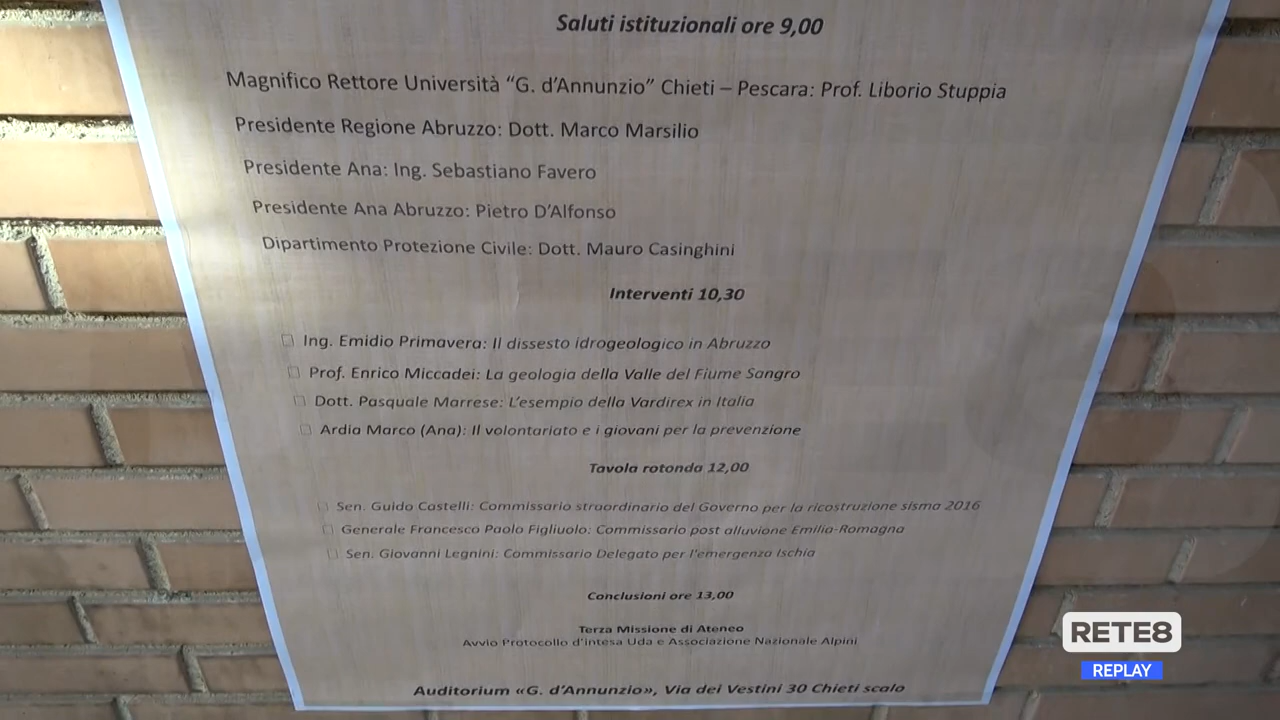 Saluti istituzionali ore 9,00
Magnifico Rettore Università “G. d’Annunzio” Chieti – Pescara: Prof. Liborio Stuppia
Presidente Regione Abruzzo: Dott. Marco Marsilio
Presidente Ana: Ing. Sebastiano Favero
Presidente Ana Abruzzo: Pietro D’Alfonso
Dipartimento Protezione Civile: Dott. Mauro Casinghini
Interventi 10,30
Ing. Emidio Primavera: Il dissesto idrogeologico in Abruzzo
Prof. Enrico Miccadei: La geologia della Valle del Fiume Sangro
Dott. Pasquale Marrese: L’esempio della Vardirex in Italia
Ardia Marco (Ana): Il volontariato e i giovani per la prevenzione
Tavola rotonda 12,00
Sen. Guido Castelli: Commissario straordinario del Governo per la ricostruzione sisma 2016
Generale Francesco Paolo Figliuolo: Commissario post alluvione Emilia-Romagna
Sen. Giovanni Legnini: Commissario Delegato per l’emergenza Ischia
Conclusioni ore 13,00
Terza Missione di Ateneo
Avvio Protocollo d’intesa Uda e Associazione Nazionale Alpini
Auditorium «G. d’Annunzio», Via dei Vestini 30 Chieti scalo
RETE8
REPLAY